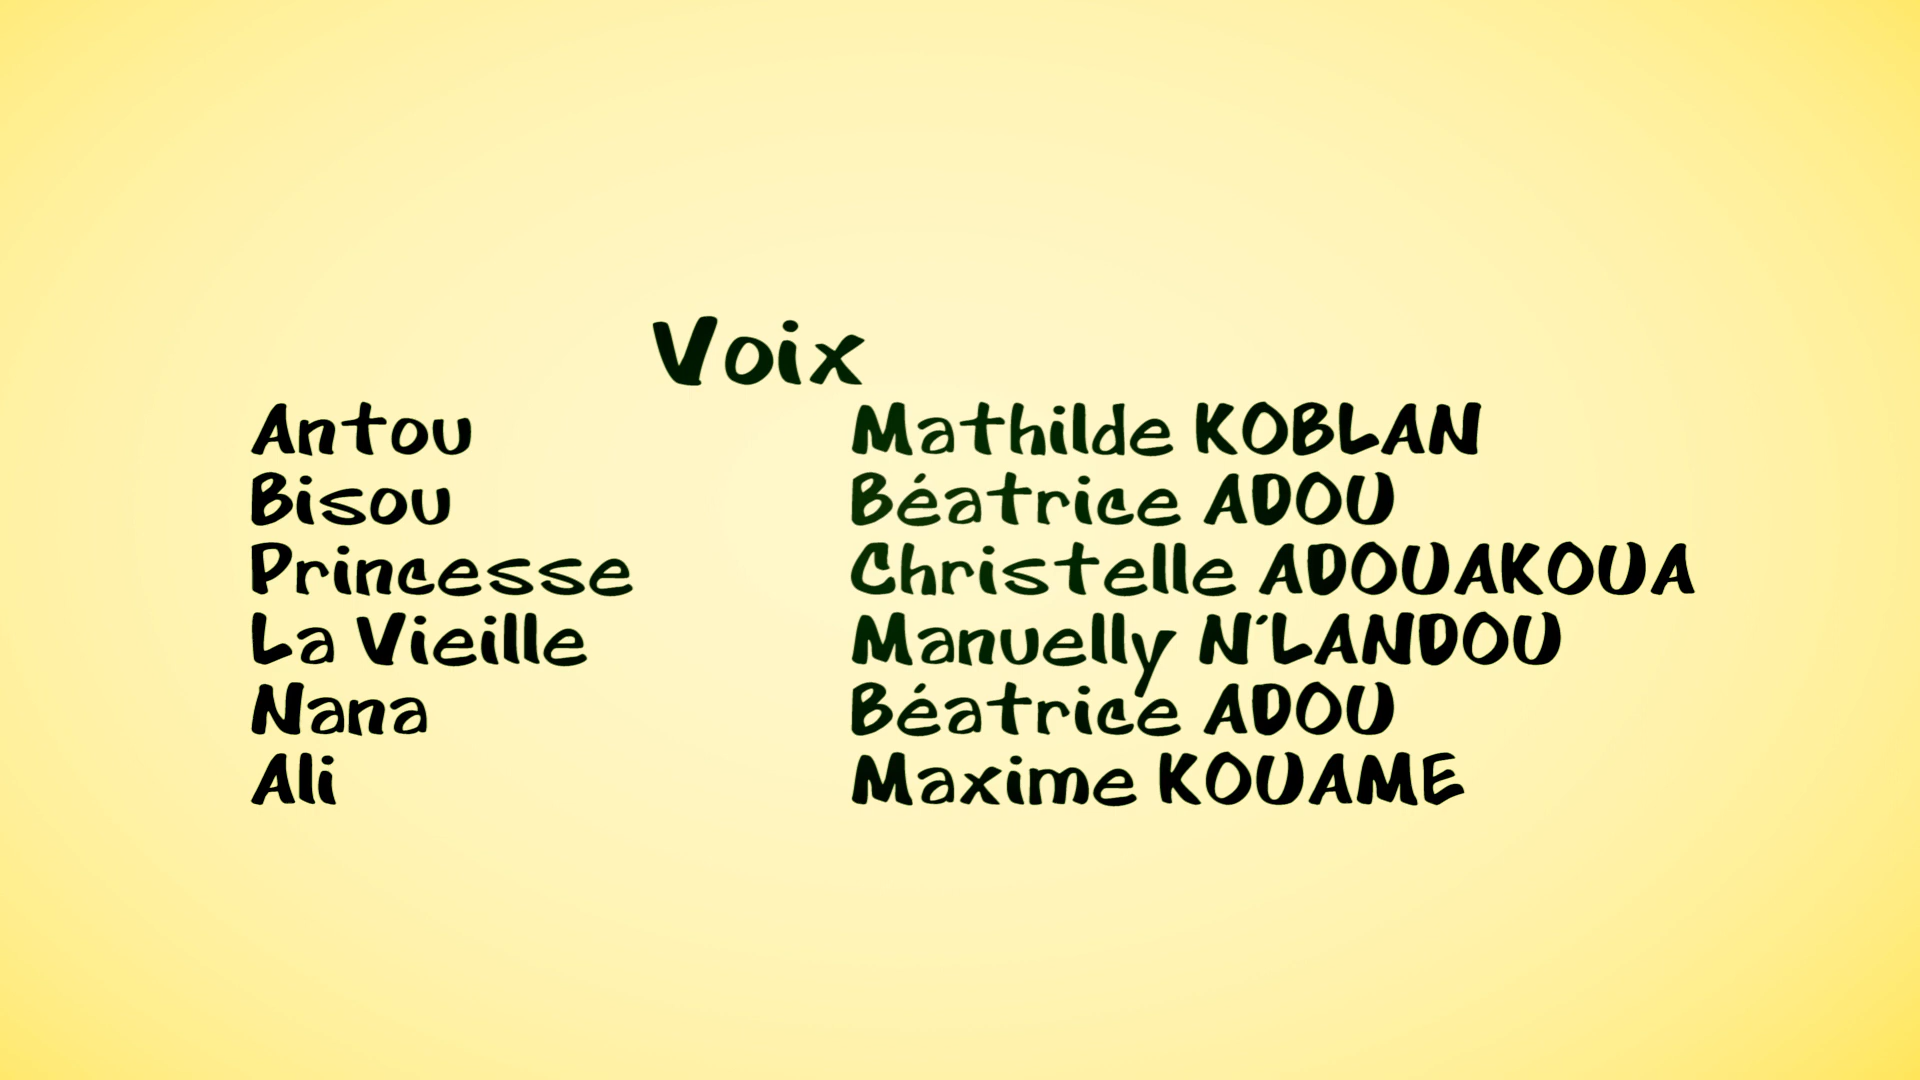 Voix
Antou Mathilde KOBLAN
Bisou Béatrice ADOU
Princesse Christelle ADOUAKOUA
La Vieille Manuelly N'LANDOU
Nana Béatrice ADOU
Ali Maxime KOUAME